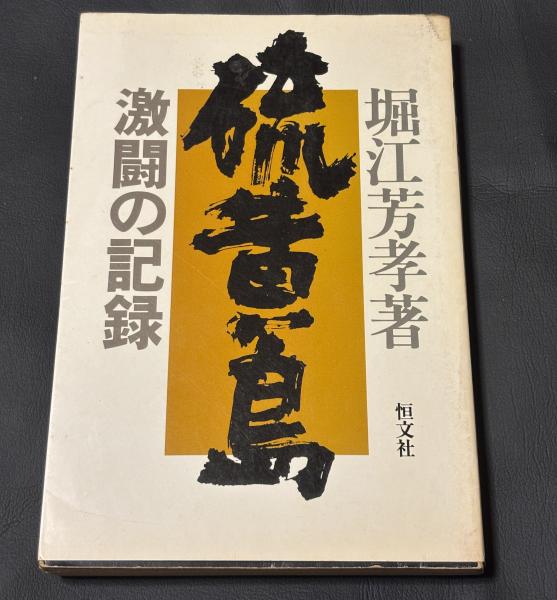 堀江芳孝著
恒文社
硫黄島
激闘の記録